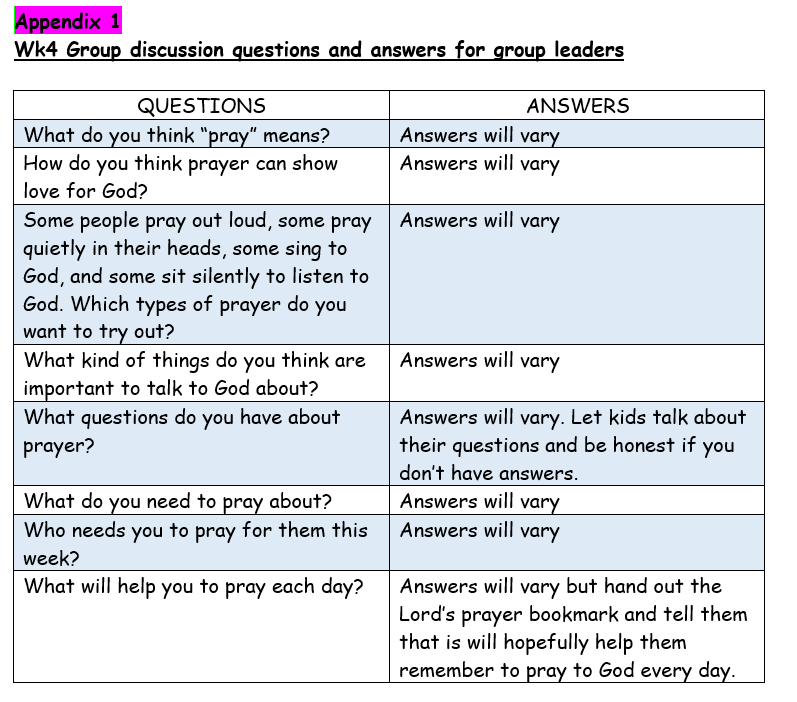 Appendix 1
Wk4 Group discussion questions and answers for group leaders
QUESTIONS
ANSWERS
What do you think “pray” means?
Answers will vary
How do you think prayer can show
love for God?
Answers will vary
Some people pray out loud, some pray
quietly in their heads, some sing to
God, and some sit silently to listen to
God. Which types of prayer do you
want to try out?
Answers will vary
What kind of things do you think are
important to talk to God about?
Answers will vary
What questions do you have about
prayer?
Answers will vary. Let kids talk about
their questions and be honest if you
don’t have answers.
What do you need to pray about?
Answers will vary
Who needs you to pray for them this
week?
Answers will vary
What will help you to pray each day?
Answers will vary but hand out the
Lord’s prayer bookmark and tell them
that is will hopefully help them
remember to pray to God every day.